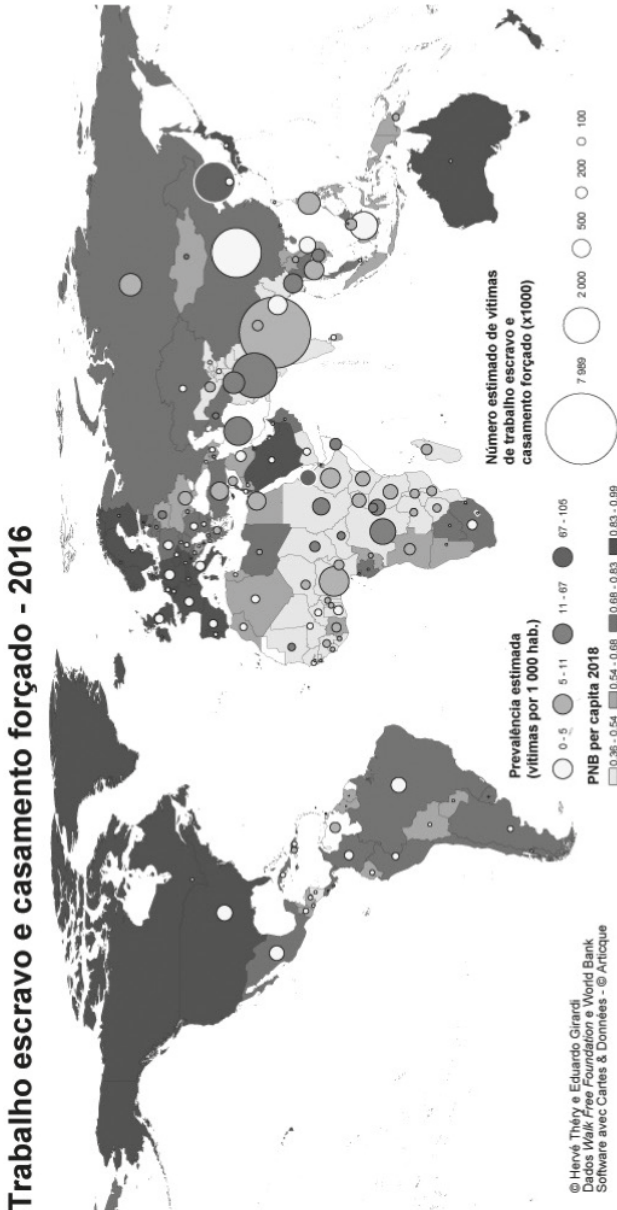 Trabalho escravo e casamento forçado - 2016
Prevalência estimada
(vítimas por 1 000 hab.)
0 - 5
5 - 11
11 - 67
67 - 105
PNB per capita 2018
0.36 - 0.54
0.54 - 0.68
0.68 - 0.83
0.83 - 0.99
Número estimado de vítimas
de trabalho escravo e
casamento forçado (x1000)
7 989
2 000
500
200
100
© Hervé Théry e Eduardo Girardi
Dados Walk Free Foundation e World Bank
Software avec Cartes & Données - © Articque